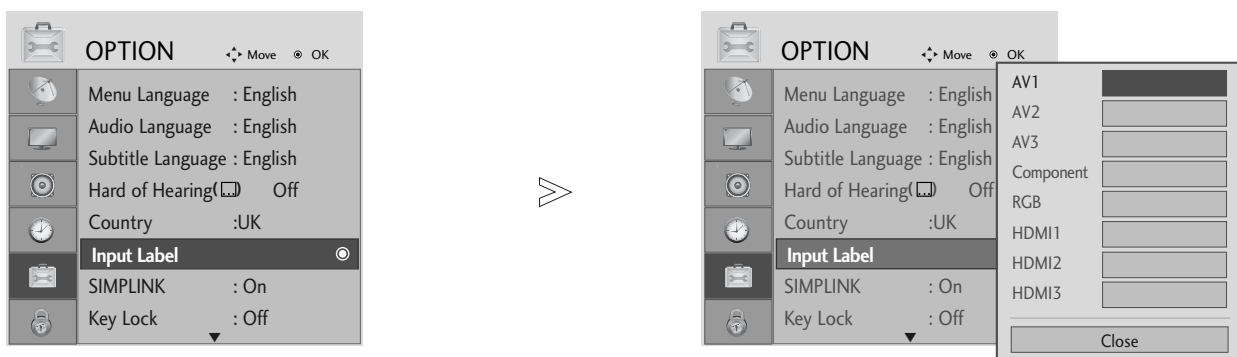 OPTION Move OK
Menu Language : English
Audio Language : English
Subtitle Language : English
Hard of Hearing( ) Off
Country :UK
Input Label
SIMPLINK : On
Key Lock : Off
OPTION Move OK
Menu Language : English
Audio Language : English
Subtitle Language : English
Hard of Hearing( ) Off
Country :UK
Input Label
SIMPLINK : On
Key Lock : Off
AV1
AV2
AV3
Component
RGB
HDMI1
HDMI2
HDMI3
Close